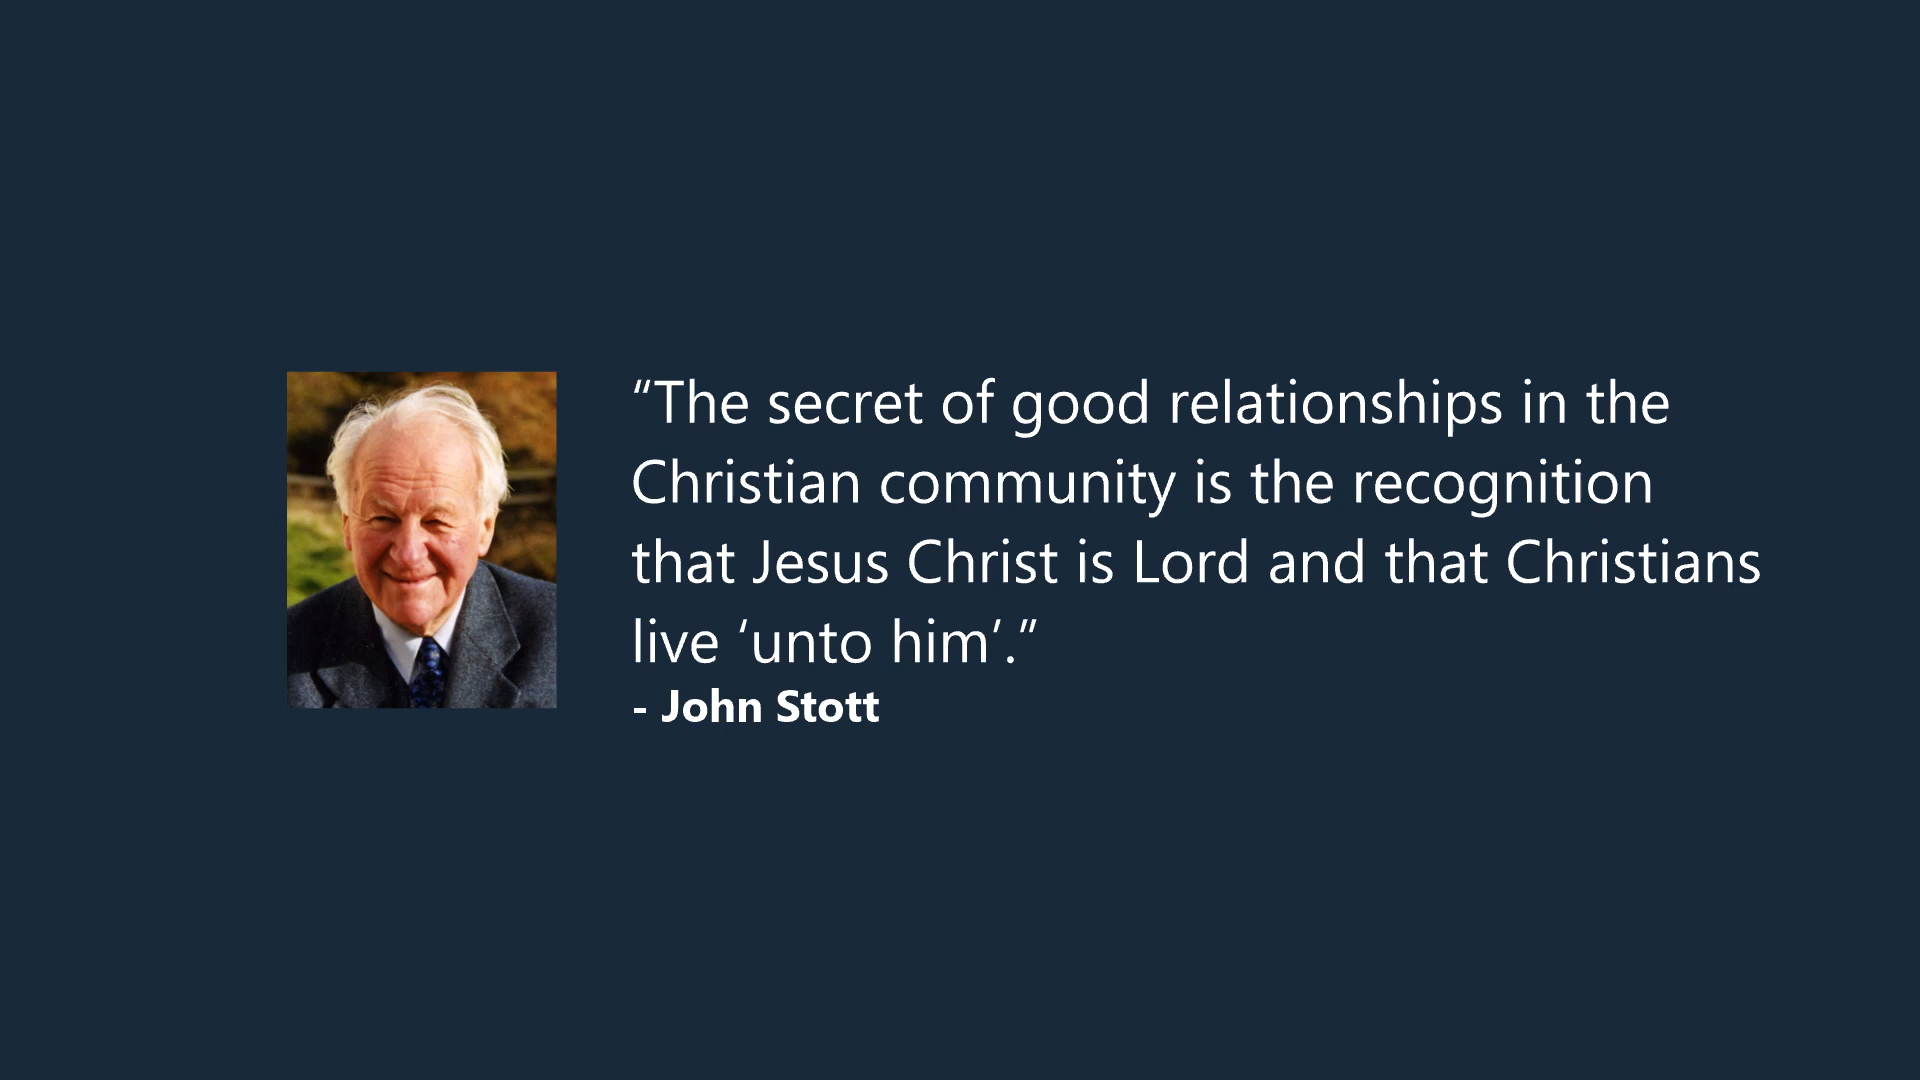 “The secret of good relationships in the
Christian community is the recognition
that Jesus Christ is Lord and that Christians
live ‘unto him’.”
- John Stott